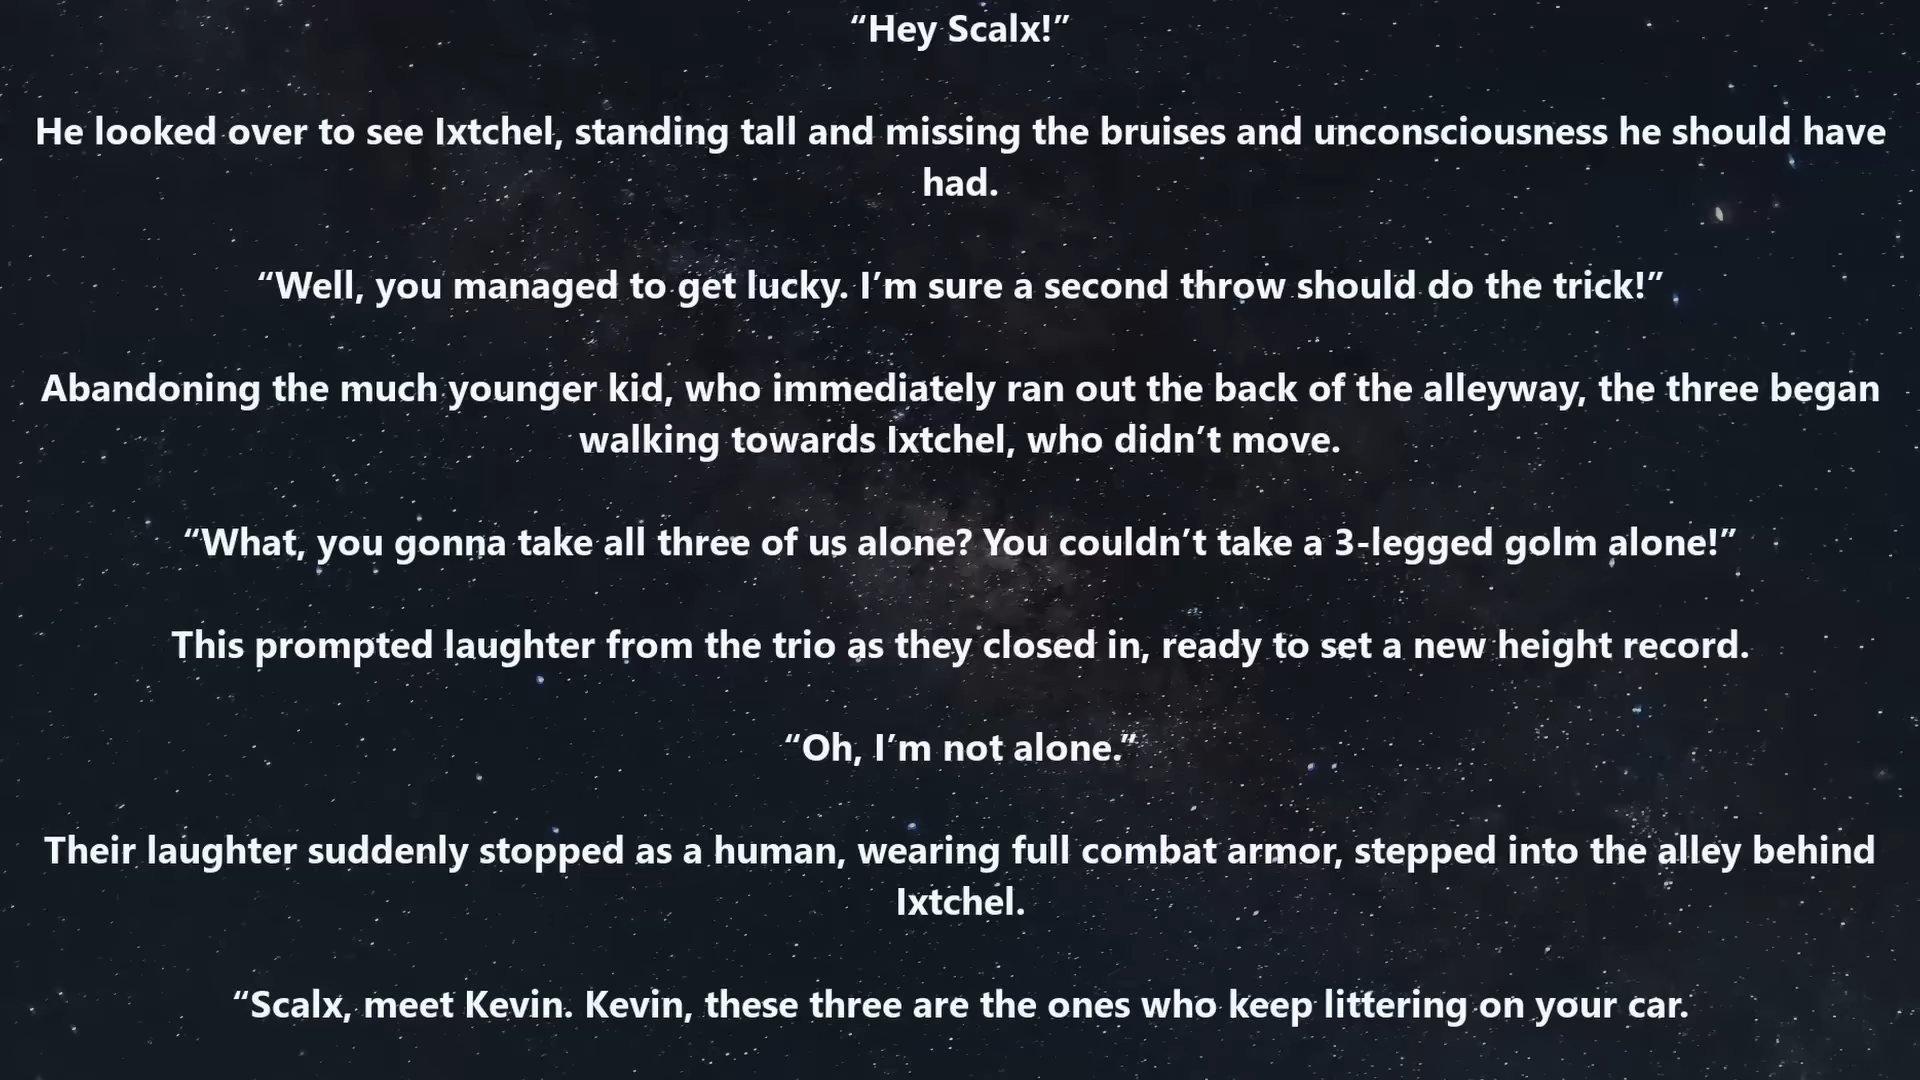 “Hey Scalx!”
He looked over to see Ixtchel, standing tall and missing the bruises and unconsciousness he should have
had.
“Well, you managed to get lucky. I’m sure a second throw should do the trick!”
Abandoning the much younger kid, who immediately ran out the back of the alleyway, the three began
walking towards Ixtchel, who didn’t move.
“What, you gonna take all three of us alone? You couldn’t take a 3-legged golm alone!”
This prompted laughter from the trio as they closed in, ready to set a new height record.
“Oh, I’m not alone.”
Their laughter suddenly stopped as a human, wearing full combat armor, stepped into the alley behind
Ixtchel.
“Scalx, meet Kevin. Kevin, these three are the ones who keep littering on your car.